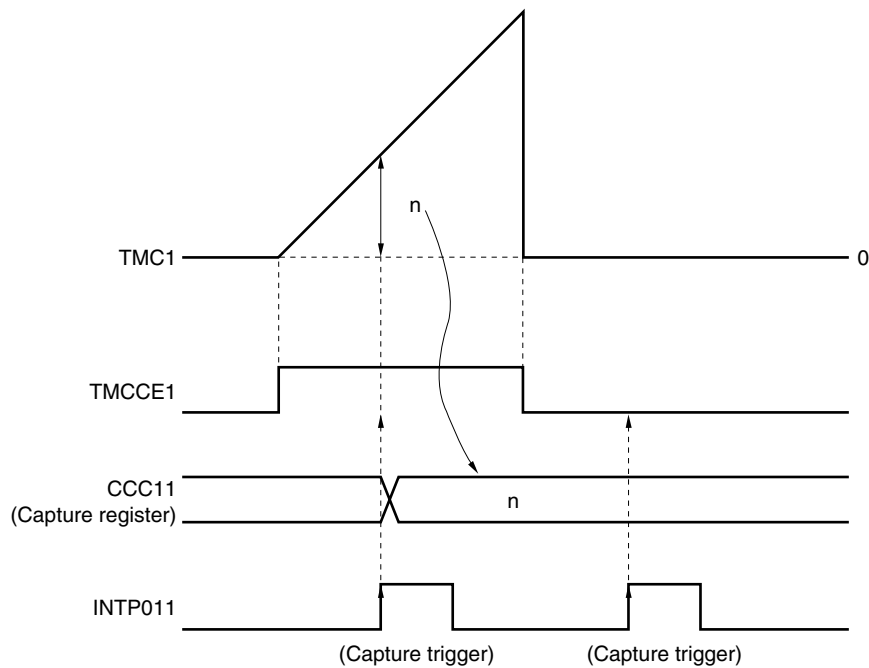 n
TMC1
0
TMCCE1
CCC11
(Capture register)
n
INTP011
(Capture trigger)
(Capture trigger)